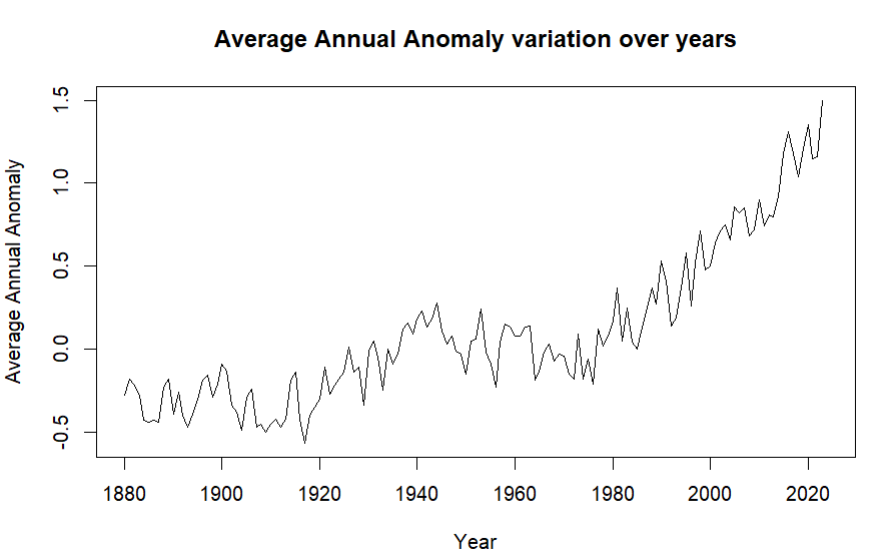 Average Annual Anomaly variation over years
Average Annual Anomaly
1.5
1.0
0.5
0.0
-0.5
1880 1900 1920 1940 1960 1980 2000 2020
Year